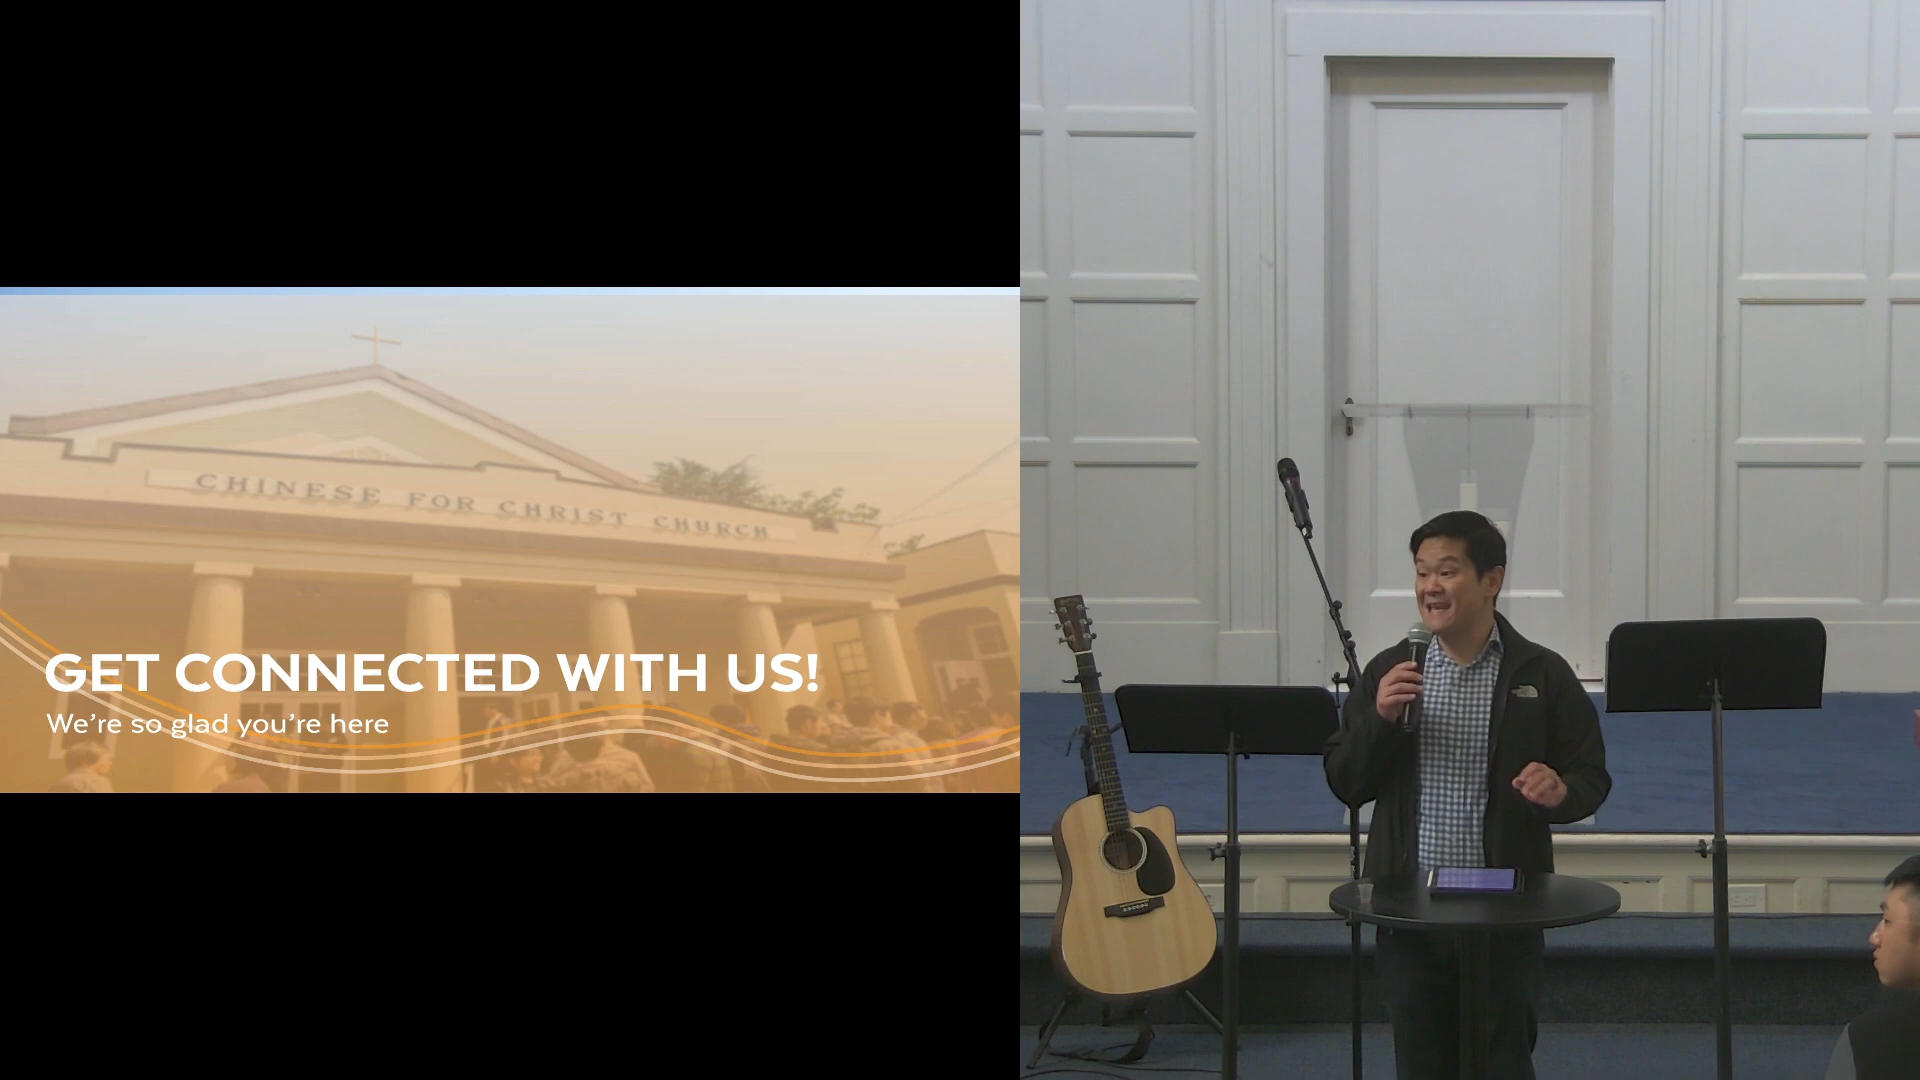 CHINESE FOR CHRIST CHURCH
GET CONNECTED WITH US!
We're so glad you're here